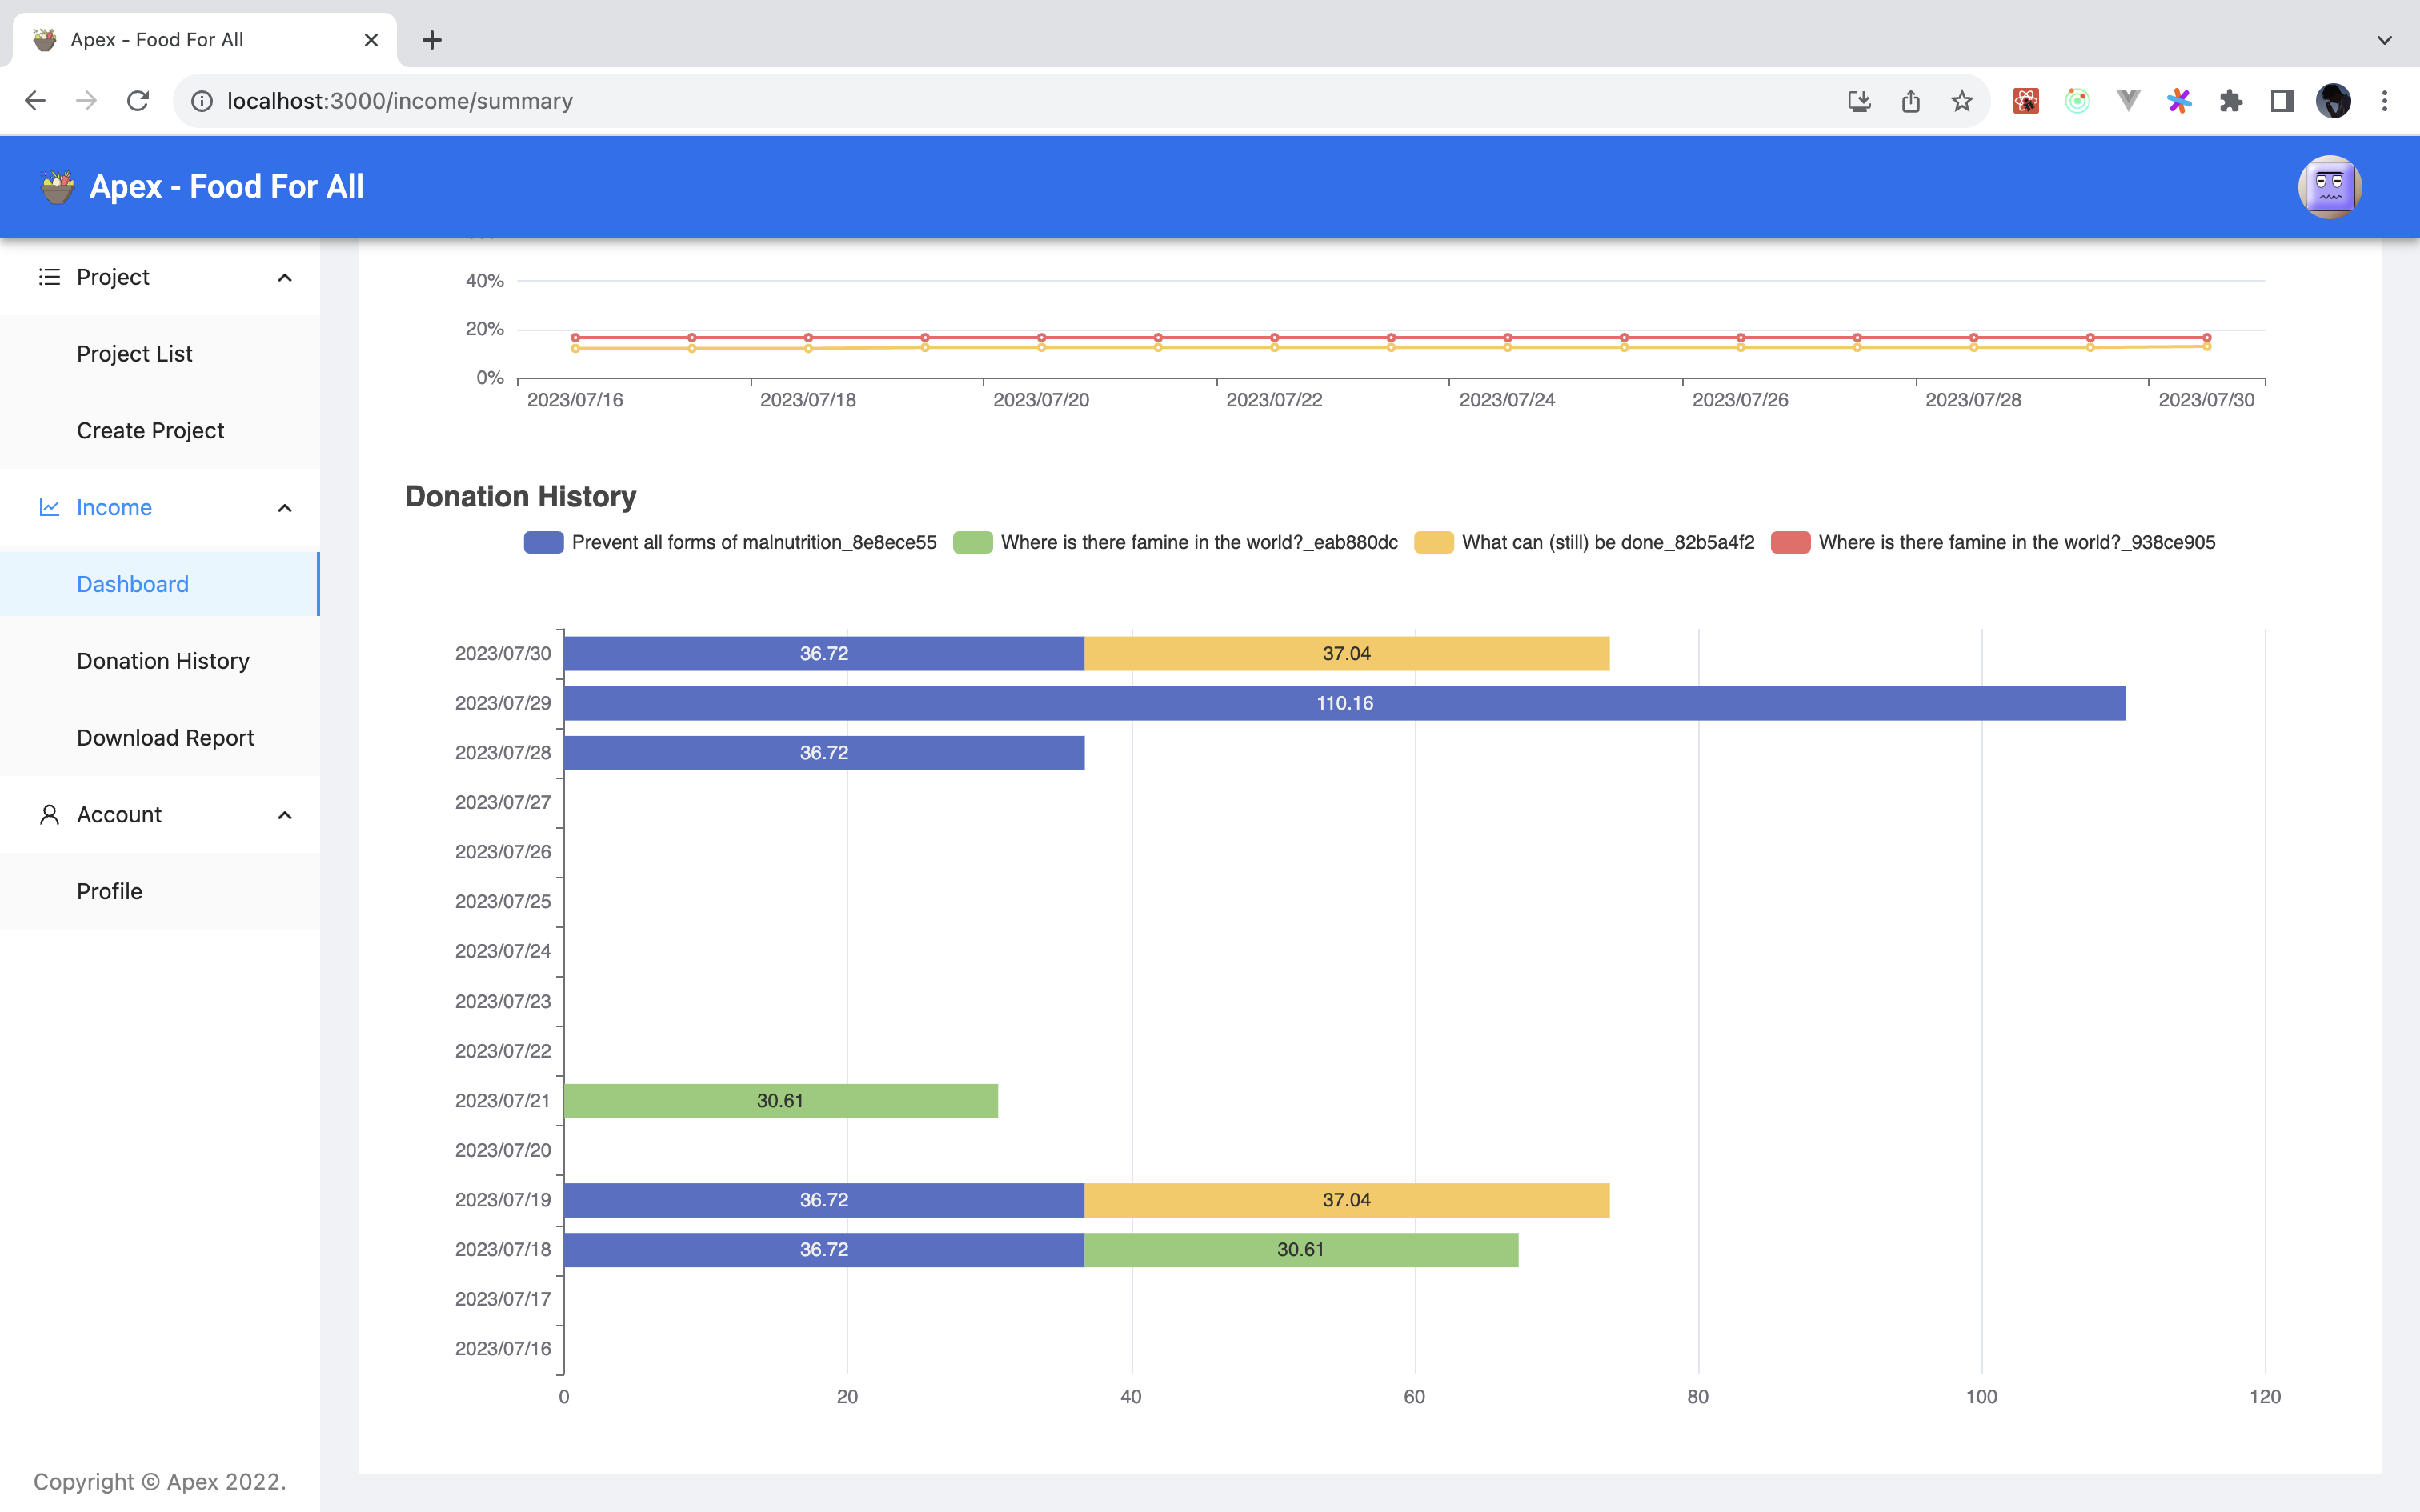 Apex - Food For All
localhost:3000/income/summary
Apex - Food For All
Project
Project List
Create Project
Income
Dashboard
Donation History
Download Report
Account
Profile
Copyright © Apex 2022.
40%
20%
0%
2023/07/16 2023/07/18 2023/07/20 2023/07/22 2023/07/24 2023/07/26 2023/07/28 2023/07/30
Donation History
Prevent all forms of malnutrition_8e8ece55 Where is there famine in the world?_eab880dc What can (still) be done_82b5a4f2 Where is there famine in the world?_938ce905
2023/07/30 36.72 37.04
2023/07/29 110.16
2023/07/28 36.72
2023/07/27
2023/07/26
2023/07/25
2023/07/24
2023/07/23
2023/07/22
2023/07/21 30.61
2023/07/20
2023/07/19 36.72 37.04
2023/07/18 36.72 30.61
2023/07/17
2023/07/16
0 20 40 60 80 100 120